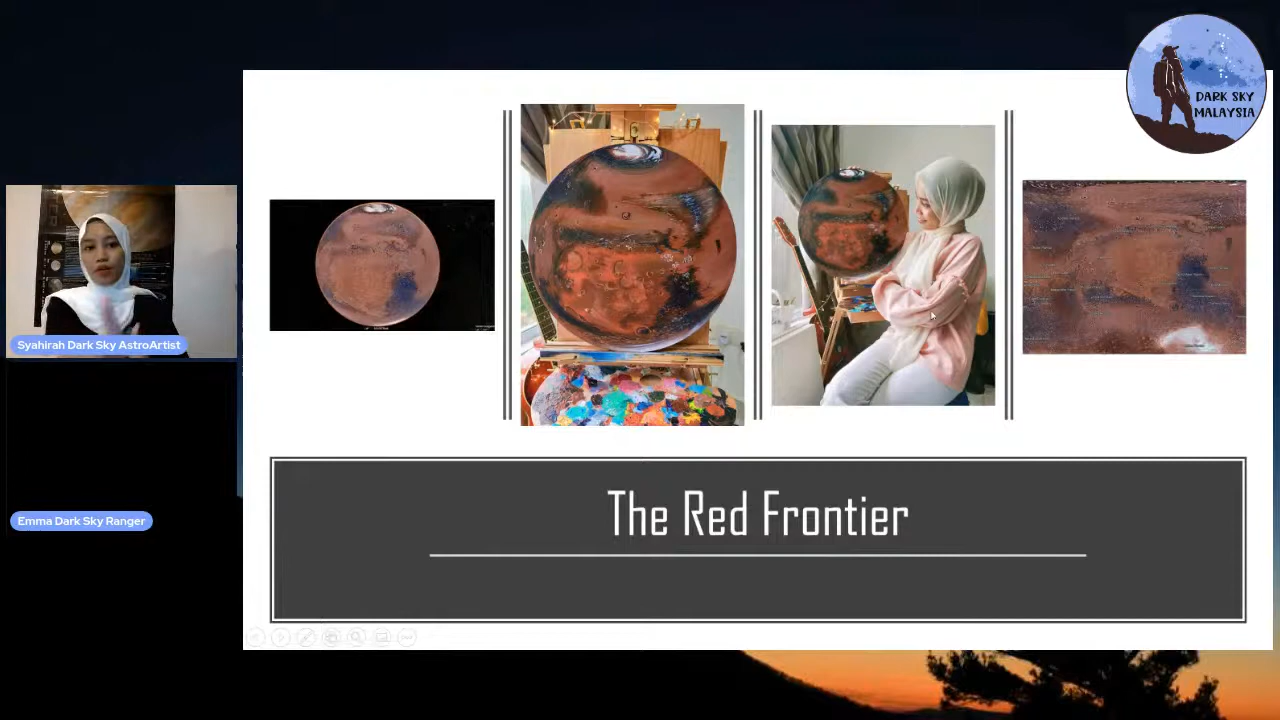 DARK SKY
MALAYSIA
Syahirah Dark Sky AstroArtist
Emma Dark Sky Ranger
The Red Frontier